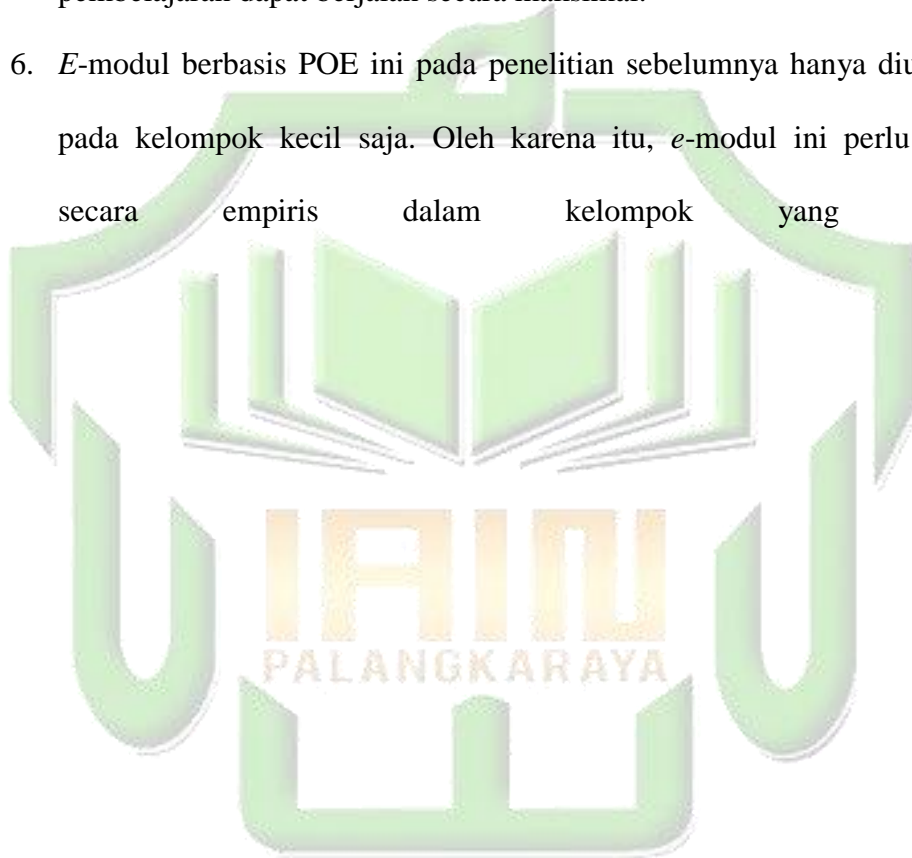 pembelajaran dapat berjalan secara maksimal.
6. E-modul berbasis POE ini pada penelitian sebelumnya hanya
pada kelompok kecil saja. Oleh karena itu, e-modul ini perlu
secara empiris dalam kelompok yang
IAIN
PALANGKARAYA